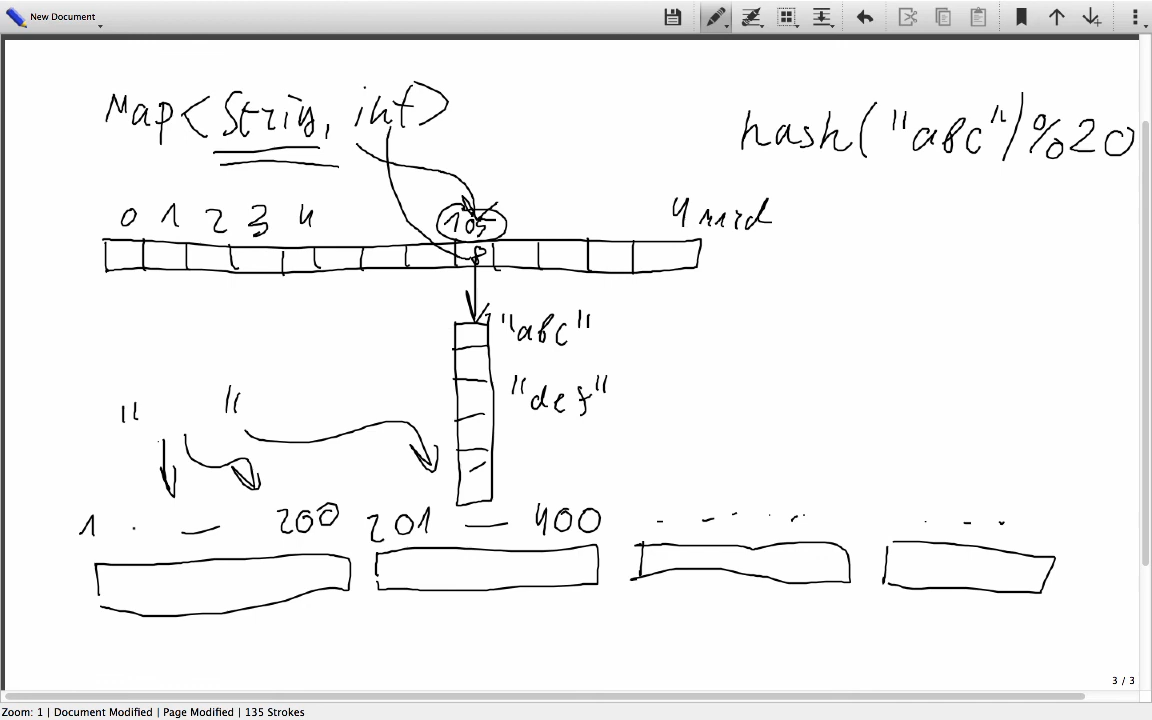 New Document
Map<String, int>
hash("abc")%20
0 1 2 3 4 105 4 mrd
"abc"
"def"
" "
1 . — 200 201 — 400
3 / 3
Zoom: 1 | Document Modified | Page Modified | 135 Strokes